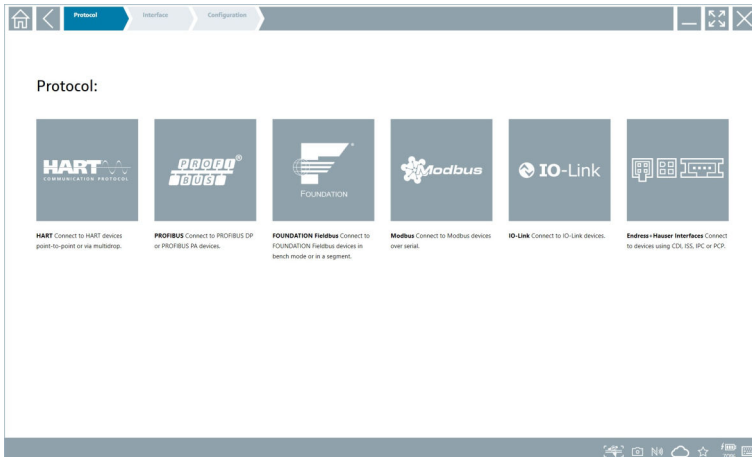 Protocol
Interface
Configuration
Protocol:
HART
COMMUNICATION PROTOCOL
PROFI
BUS
®
FOUNDATION
Modbus
IO-Link
HART Connect to HART devices
point-to-point or via multidrop.
PROFIBUS Connect to PROFIBUS DP
or PROFIBUS PA devices.
FOUNDATION Fieldbus Connect to
FOUNDATION Fieldbus devices in
bench mode or in a segment.
Modbus Connect to Modbus devices
over serial.
IO-Link Connect to IO-Link devices.
Endress+Hauser Interfaces Connect
to devices using CDI, ISS, IPC or PCP.